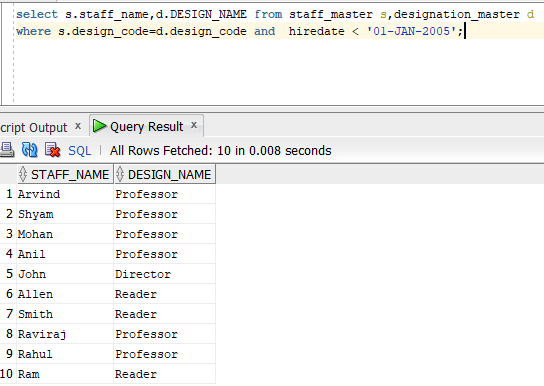 select s.staff_name,d.DESIGN_NAME from staff_master s,designation_master d
where s.design_code=d.design_code and  hiredate < '01-JAN-2005';
cript Output x Query Result x
SQL All Rows Fetched: 10 in 0.008 seconds
STAFF_NAME DESIGN_NAME
1 Arvind Professor
2 Shyam Professor
3 Mohan Professor
4 Anil Professor
5 John Director
6 Allen Reader
7 Smith Reader
8 Raviraj Professor
9 Rahul Professor
10 Ram Reader